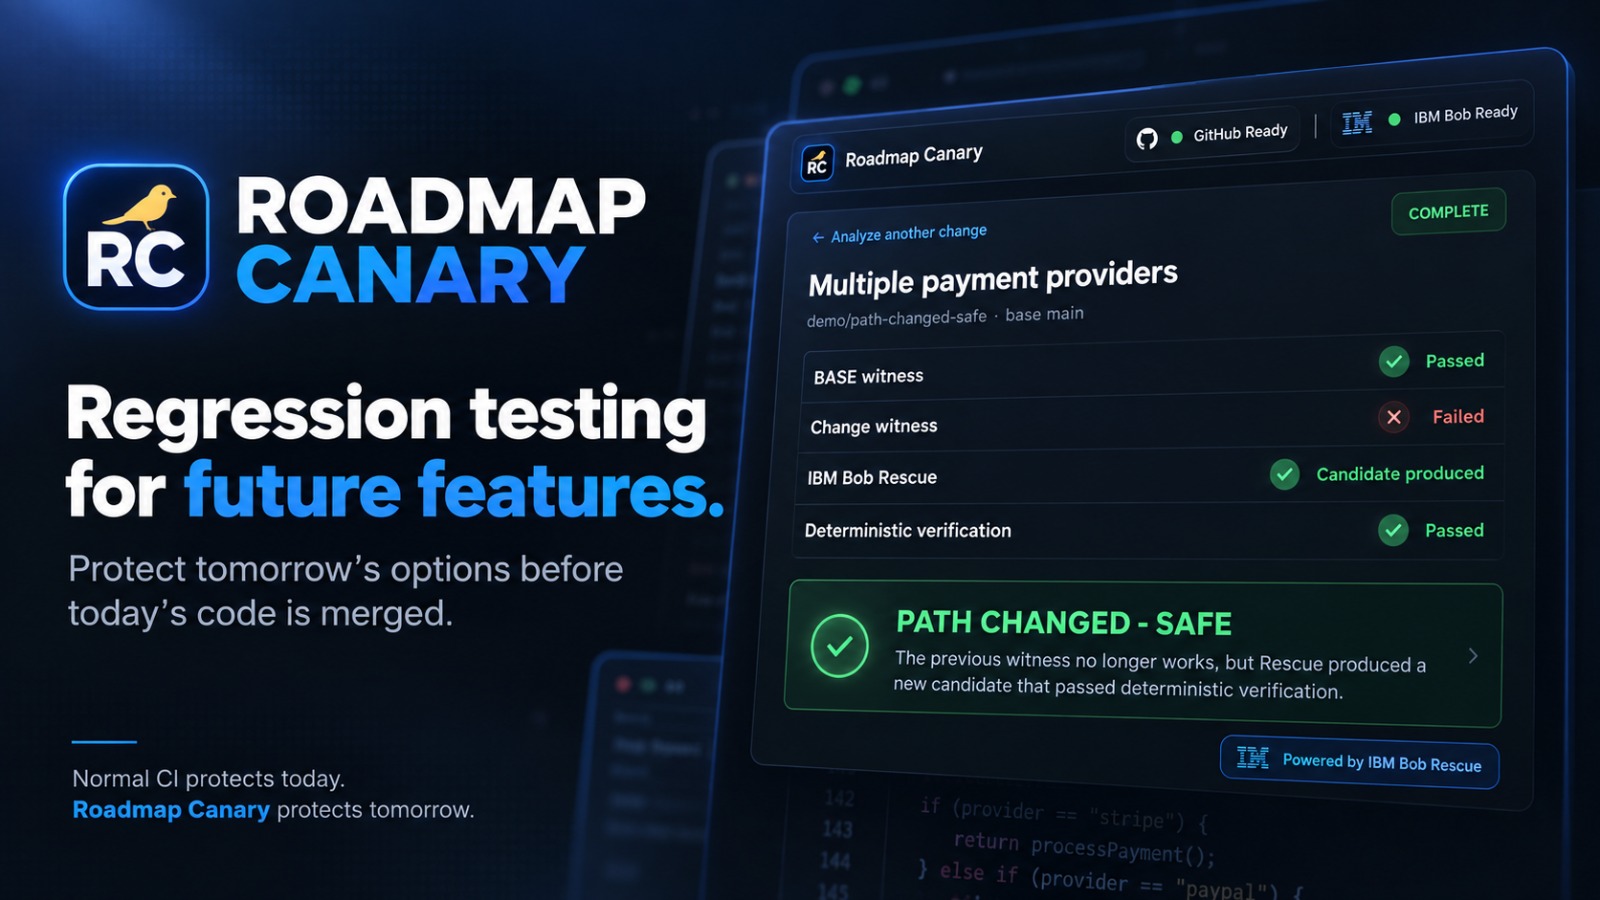 RC
ROADMAP
CANARY
Regression testing
for future features.
Protect tomorrow's options before
today's code is merged.
Normal CI protects today.
Roadmap Canary protects tomorrow.
RC
Roadmap Canary
GitHub Ready
IBM
IBM Bob Ready
← Analyze another change
COMPLETE
Multiple payment providers
demo/path-changed-safe · base main
BASE witness
Passed
Change witness
Failed
IBM Bob Rescue
Candidate produced
Deterministic verification
Passed
PATH CHANGED - SAFE
The previous witness no longer works, but Rescue produced a
new candidate that passed deterministic verification.
IBM
Powered by IBM Bob Rescue
142 if (provider == "stripe") {
143 return processPayment();
144 } else if (provider == "paypal") {
145